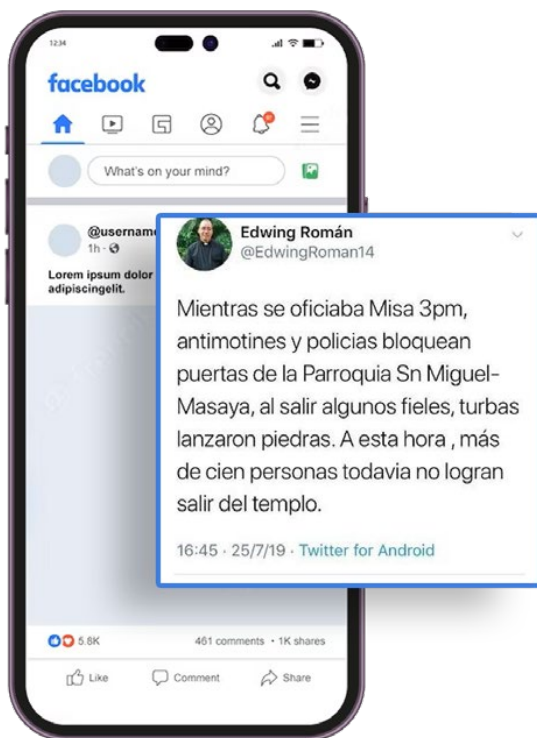 12:34
facebook
What's on your mind?
@username
1h ·
Lorem ipsum dolor
adipiscingelit.
Edwing Román
@EdwingRoman14
Mientras se oficiaba Misa 3pm,
antimotines y policias bloquean
puertas de la Parroquia Sn Miguel-
Masaya, al salir algunos fieles, turbas
lanzaron piedras. A esta hora , más
de cien personas todavia no logran
salir del templo.
16:45 · 25/7/19 · Twitter for Android
5.8K
461 comments • 1K shares
Like
Comment
Share